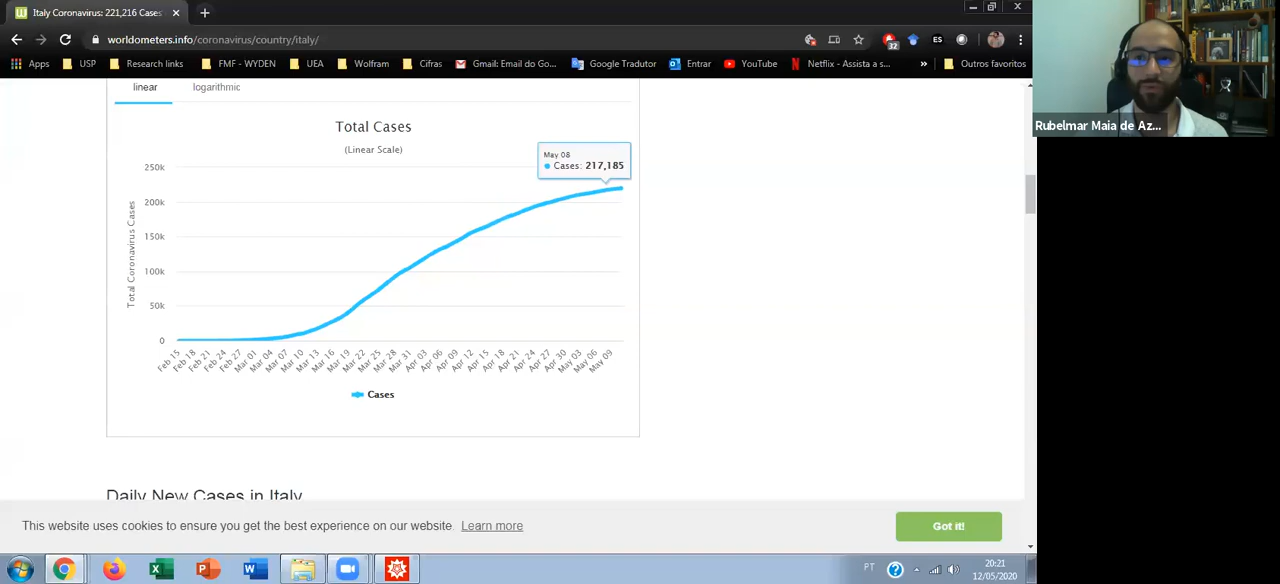 Italy Coronavirus: 221,216 Cases
worldometers.info/coronavirus/country/italy/
32
ES
Apps USP Research links FMF - WYDEN UEA Wolfram Cifras Gmail: Email do Go... Google Tradutor Entrar YouTube Netflix - Assista a s... » Outros favoritos
Rubelmar Maia de Az...
linear logarithmic
Total Cases
(Linear Scale)
May 08
Cases: 217,185
Total Coronavirus Cases
250k
200k
150k
100k
50k
0
Feb 15 Feb 18 Feb 21 Feb 24 Feb 27 Mar 01 Mar 04 Mar 07 Mar 10 Mar 13 Mar 16 Mar 19 Mar 22 Mar 25 Mar 28 Mar 31 Apr 03 Apr 06 Apr 09 Apr 12 Apr 15 Apr 18 Apr 21 Apr 24 Apr 27 Apr 30 May 03 May 06 May 09
Cases
Daily New Cases in Italy
This website uses cookies to ensure you get the best experience on our website. Learn more
Got it!
PT
20:21
12/05/2020